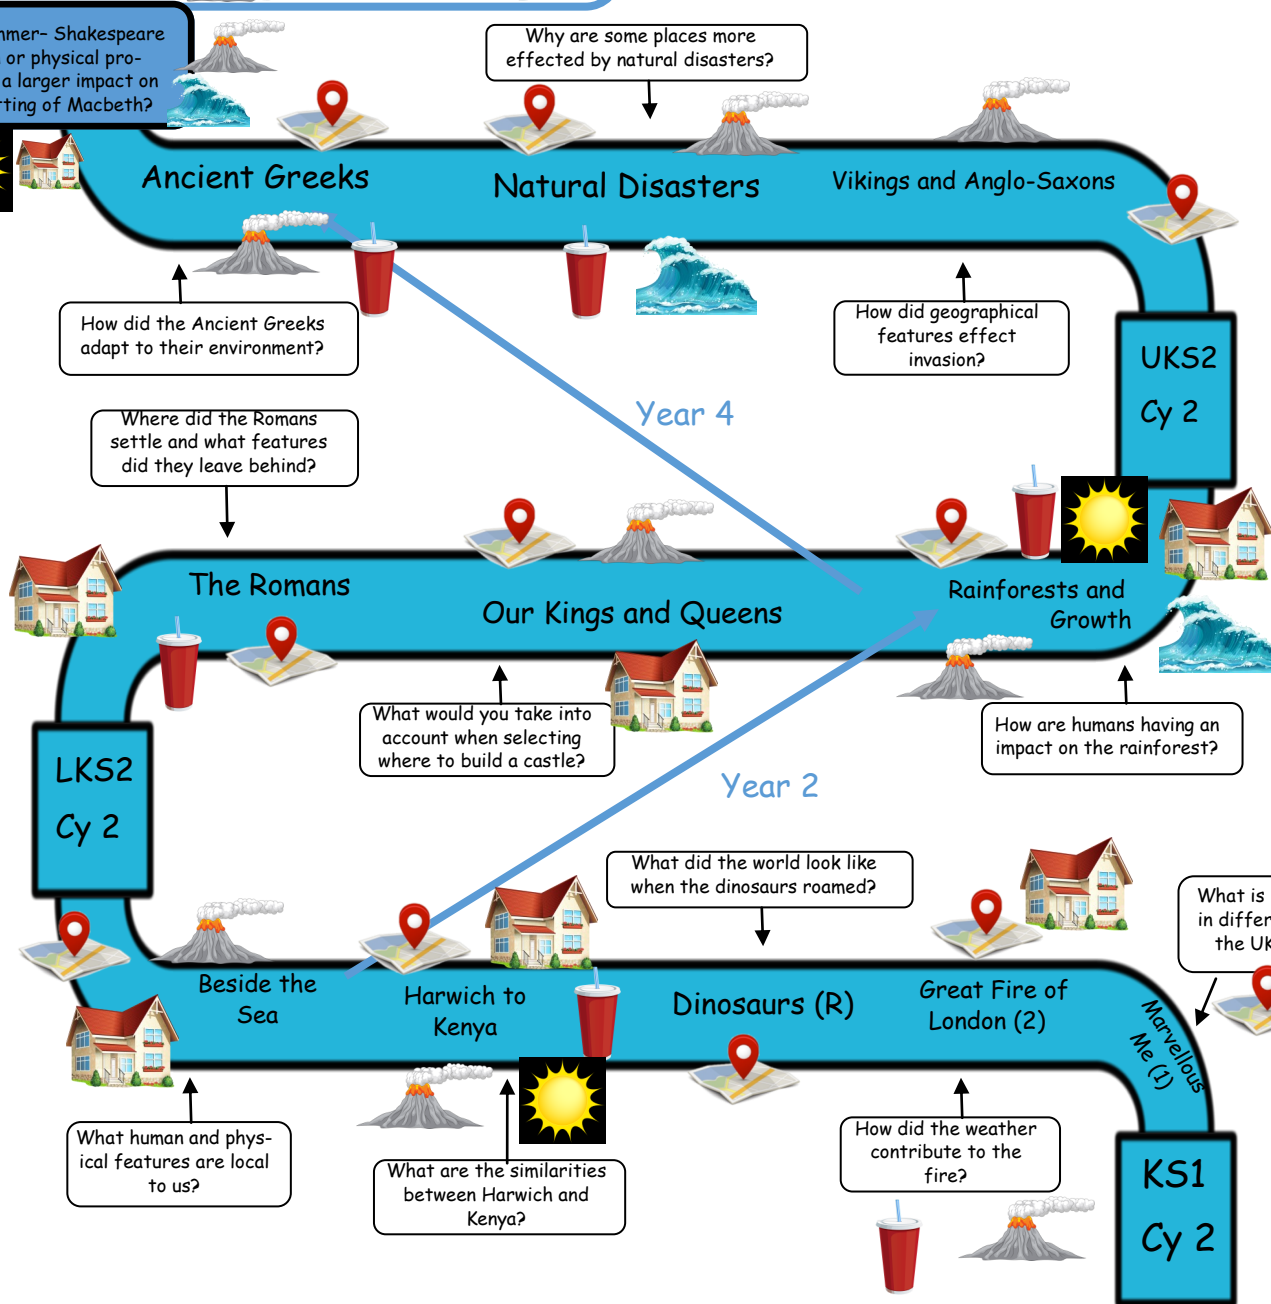 mmer– Shakespeare
or physical pro-
a larger impact on
tting of Macbeth?
Why are some places more
effected by natural disasters?
Ancient Greeks
Natural Disasters
Vikings and Anglo-Saxons
How did the Ancient Greeks
adapt to their environment?
How did geographical
features effect
invasion?
UKS2
Cy 2
Year 4
Where did the Romans
settle and what features
did they leave behind?
The Romans
Our Kings and Queens
Rainforests and
Growth
What would you take into
account when selecting
where to build a castle?
How are humans having an
impact on the rainforest?
LKS2
Cy 2
Year 2
What did the world look like
when the dinosaurs roamed?
What is
in differ
the UK
Beside the
Sea
Harwich to
Kenya
Dinosaurs (R)
Great Fire of
London (2)
Marvellous
Me (1)
What human and phys-
ical features are local
to us?
What are the similarities
between Harwich and
Kenya?
How did the weather
contribute to the
fire?
KS1
Cy 2